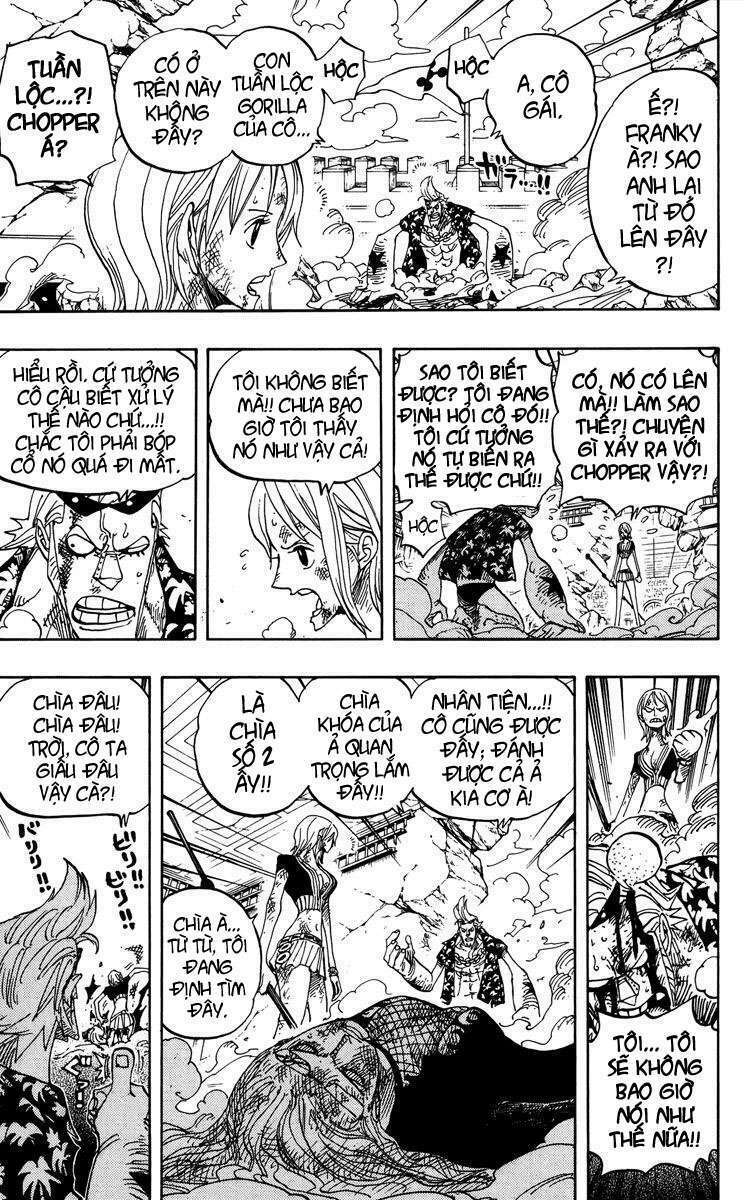 Ế?!
FRANKY
À?! SAO
ANH LẠI
TỪ ĐÓ
LÊN ĐÂY
?!
A, CÔ
GÁI.
HỘC
HỘC
CON
TUẦN LỘC
GORILLA
CỦA CÔ...
CÓ Ở
TRÊN NÀY
KHÔNG
ĐẤY?
TUẦN
LỘC...?!
CHOPPER
Á?
ガラ...!!
CÓ, NÓ CÓ LÊN
MÀ!! LÀM SAO
THẾ?! CHUYỆN
GÌ XẢY RA VỚI
CHOPPER VẬY?!
SAO TÔI BIẾT
ĐƯỢC? TÔI ĐANG
ĐỊNH HỎI CÔ ĐÓ!!
TÔI CỨ TƯỞNG
NÓ TỰ BIẾN RA
THẾ ĐƯỢC CHỨ!!
HỘC
TÔI KHÔNG BIẾT
MÀ!! CHƯA BAO
GIỜ TÔI THẤY
NÓ NHƯ VẬY CẢ!
HIỂU RỒI. CỨ TƯỞNG
CÔ CẬU BIẾT XỬ LÝ
THẾ NÀO CHỨ...!!
CHẮC TÔI PHẢI BÓP
CỔ NÓ QUÁ ĐI MẤT.
TÔI... TÔI
SẼ KHÔNG
BAO GIỜ
NÓI NHƯ
THẾ NỮA!!
NHÂN TIỆN...!!
CÔ CŨNG ĐƯỢC
ĐẤY; ĐÁNH
ĐƯỢC CẢ Ả
KIA CƠ À!
CHÌA
KHÓA CỦA
Ả QUAN
TRỌNG LẮM
ĐẤY!!
LÀ
CHÌA
SỐ 2
ẤY!!
CHÌA À...
TỪ TỪ, TÔI
ĐANG
ĐỊNH TÌM
ĐÂY.
CHÌA ĐÂU!
CHÌA ĐÂU!
TRỜI, CÔ TA
GIẤU ĐÂU
VẬY CÀ?!
ビリ!!
バリ!!